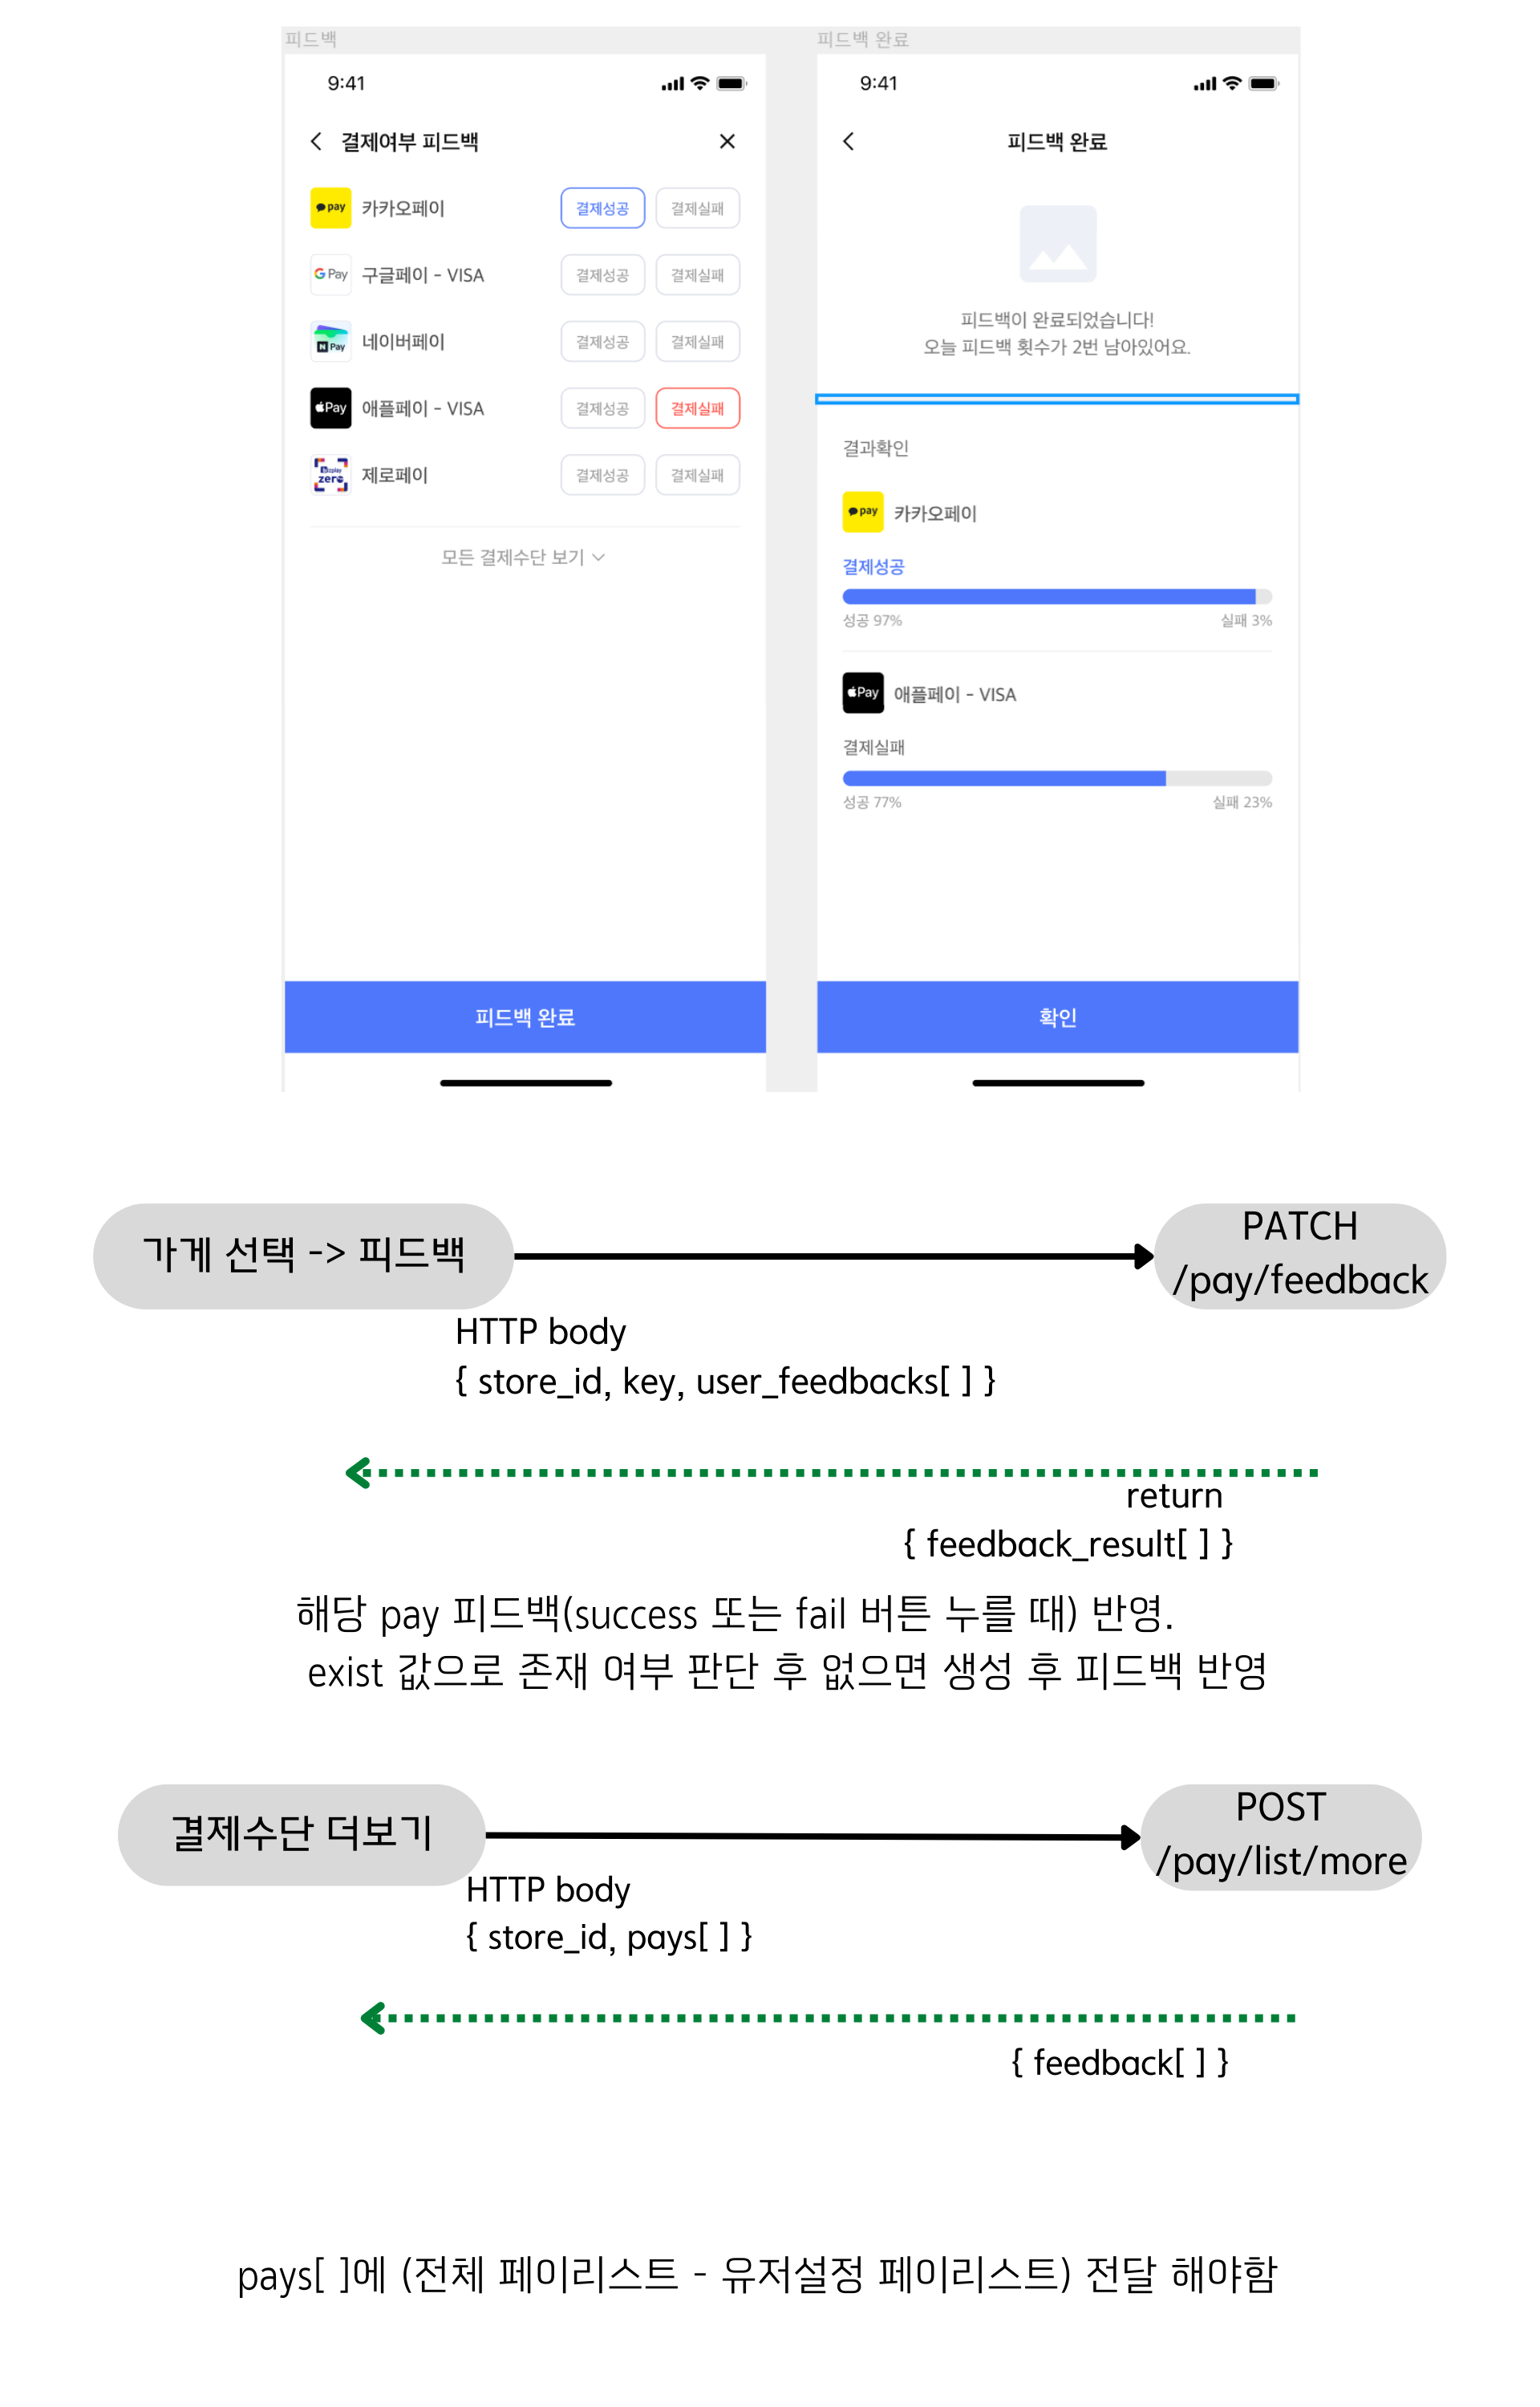 피드백
9:41
결제여부 피드백
pay 카카오페이 결제성공 결제실패
G Pay 구글페이 - VISA 결제성공 결제실패
N Pay 네이버페이 결제성공 결제실패
Pay 애플페이 - VISA 결제성공 결제실패
bizplay zero 제로페이 결제성공 결제실패
모든 결제수단 보기
피드백 완료
피드백 완료
9:41
피드백 완료
피드백이 완료되었습니다!
오늘 피드백 횟수가 2번 남아있어요.
결과확인
pay 카카오페이
결제성공
성공 97% 실패 3%
Pay 애플페이 - VISA
결제실패
성공 77% 실패 23%
확인
가게 선택 -> 피드백
PATCH
/pay/feedback
HTTP body
{ store_id, key, user_feedbacks[ ] }
return
{ feedback_result[ ] }
해당 pay 피드백(success 또는 fail 버튼 누를 때) 반영.
exist 값으로 존재 여부 판단 후 없으면 생성 후 피드백 반영
결제수단 더보기
POST
/pay/list/more
HTTP body
{ store_id, pays[ ] }
{ feedback[ ] }
pays[ ]에 (전체 페이리스트 - 유저설정 페이리스트) 전달 해야함